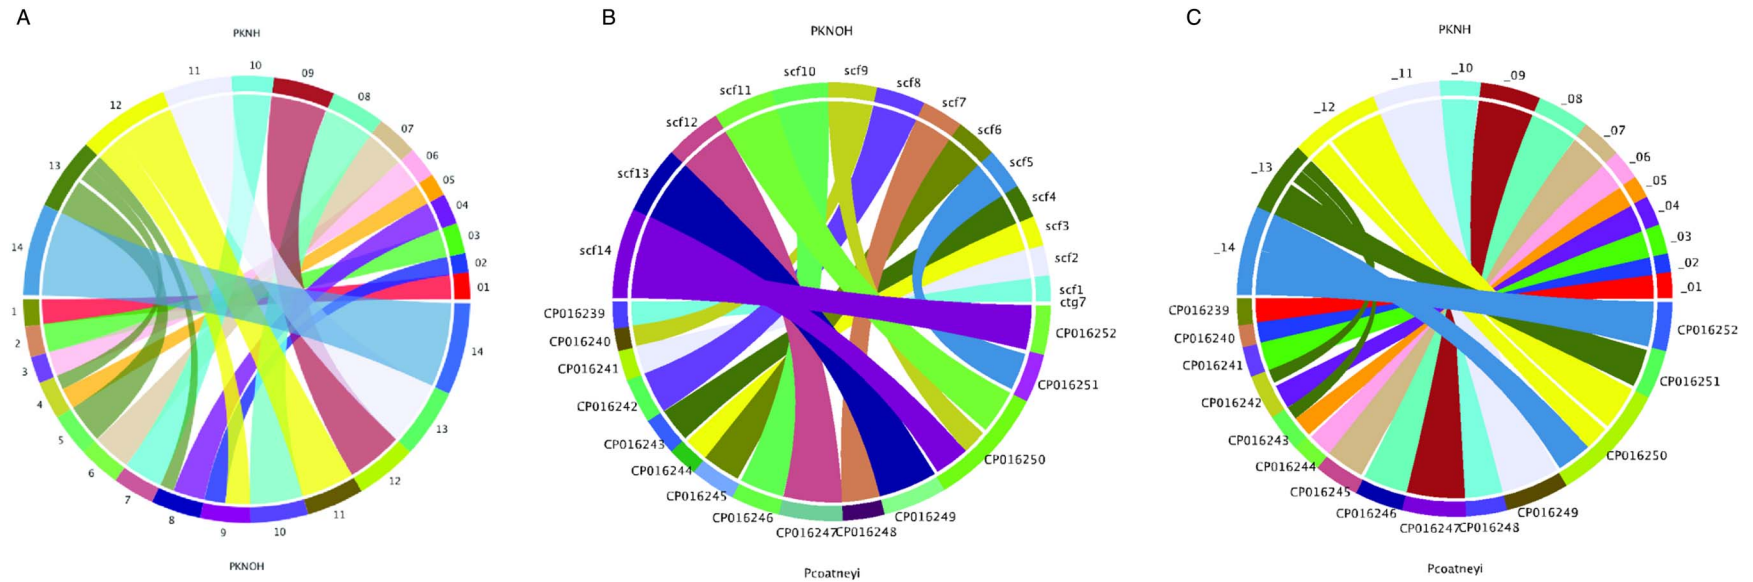 A
PKNH
01
02
03
04
05
06
07
08
09
10
11
12
13
14
1
2
3
4
5
6
7
8
9
10
11
12
13
14
PKNOH
B
PKNOH
scf14
scf13
scf12
scf11
scf10
scf9
scf8
scf7
scf6
scf5
scf4
scf3
scf2
scf1
ctg7
CP016239
CP016240
CP016241
CP016242
CP016243
CP016244
CP016245
CP016246
CP016247
CP016248
CP016249
CP016250
CP016251
CP016252
Pcoatneyi
C
PKNH
_14
_13
_12
_11
_10
_09
_08
_07
_06
_05
_04
_03
_02
_01
CP016239
CP016240
CP016241
CP016242
CP016243
CP016244
CP016245
CP016246
CP016247
CP016248
CP016249
CP016250
CP016251
CP016252
Pcoatneyi